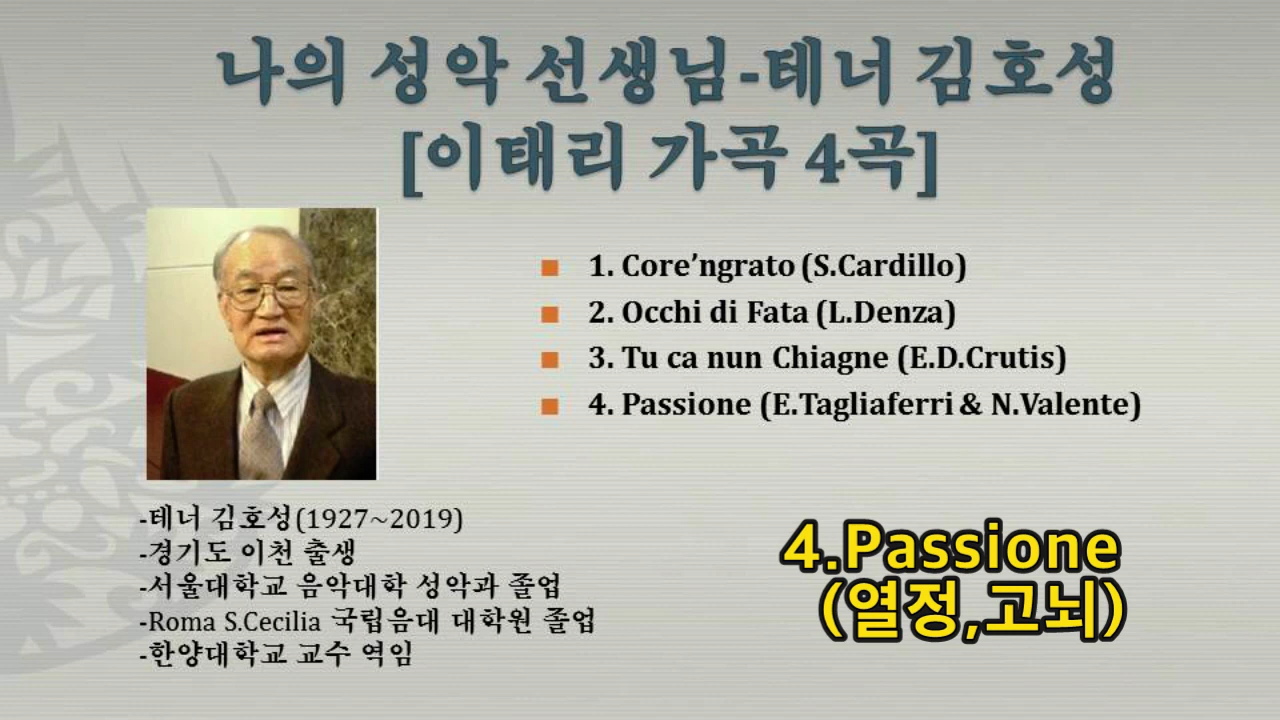 나의 성악 선생님-테너 김호성
[이태리 가곡 4곡]
1. Core’ngrato (S.Cardillo)
2. Occhi di Fata (L.Denza)
3. Tu ca nun Chiagne (E.D.Crutis)
4. Passione (E.Tagliaferri & N.Valente)
-테너 김호성(1927~2019)
-경기도 이천 출생
-서울대학교 음악대학 성악과 졸업
-Roma S.Cecilia 국립음대 대학원 졸업
-한양대학교 교수 역임
4.Passione
(열정,고뇌)